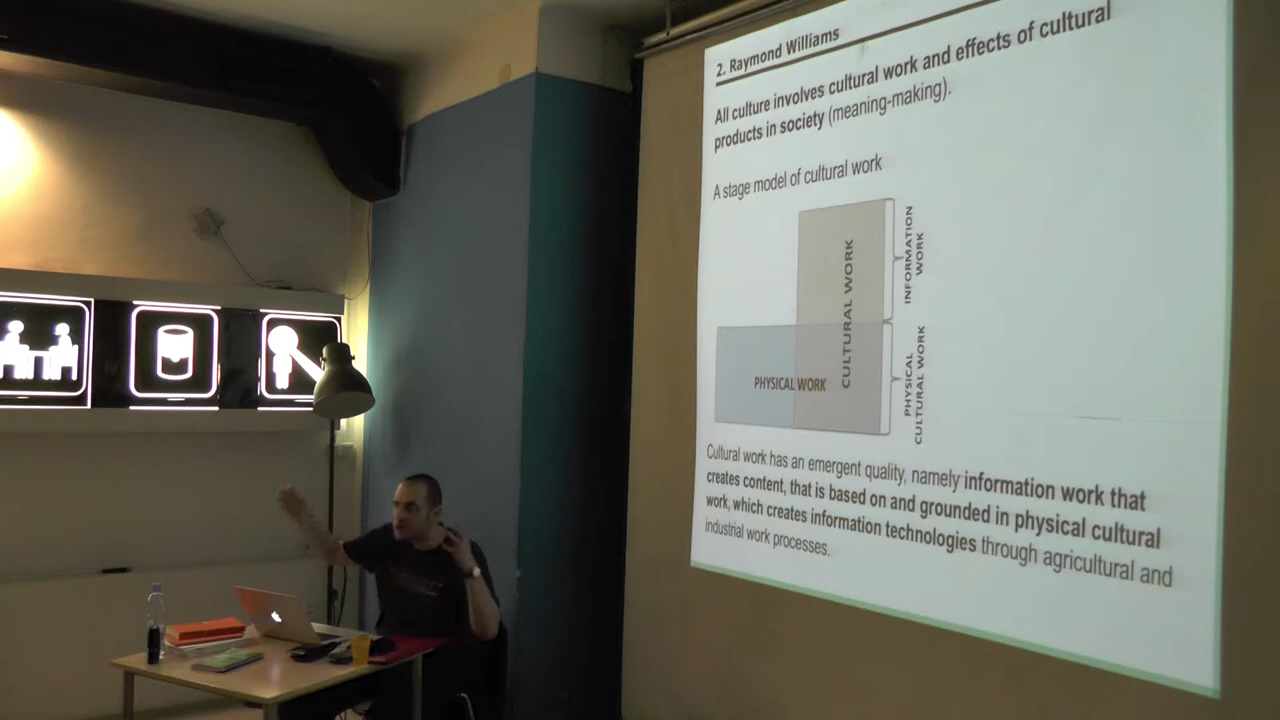 2. Raymond Williams
All culture involves cultural work and effects of cultural
products in society (meaning-making).
A stage model of cultural work
CULTURAL WORK
INFORMATION
WORK
PHYSICAL WORK
PHYSICAL
CULTURAL WORK
Cultural work has an emergent quality, namely information work that
creates content, that is based on and grounded in physical cultural
work, which creates information technologies through agricultural and
industrial work processes.